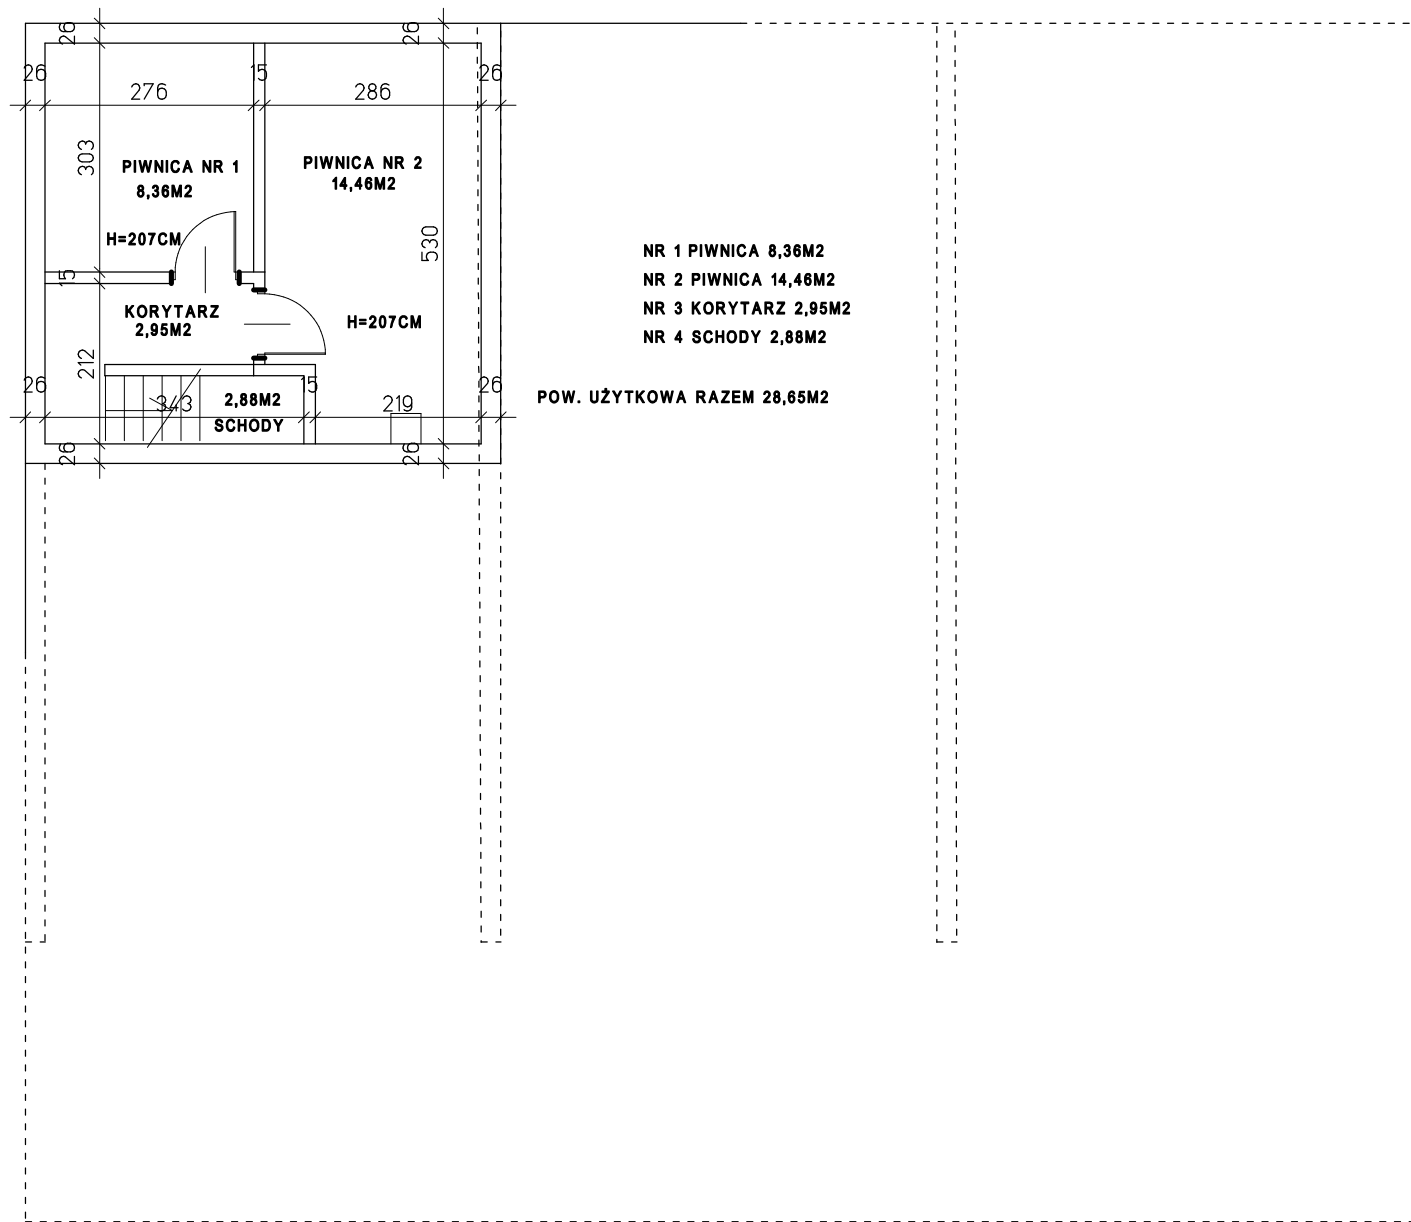 26
26
26
15
26
276
286
303
PIWNICA NR 1
8,36M2
PIWNICA NR 2
14,46M2
H=207CM
530
15
KORYTARZ
2,95M2
H=207CM
212
26
15
26
343
2,88M2
SCHODY
219
26
26
NR 1 PIWNICA 8,36M2
NR 2 PIWNICA 14,46M2
NR 3 KORYTARZ 2,95M2
NR 4 SCHODY 2,88M2
POW. UŻYTKOWA RAZEM 28,65M2